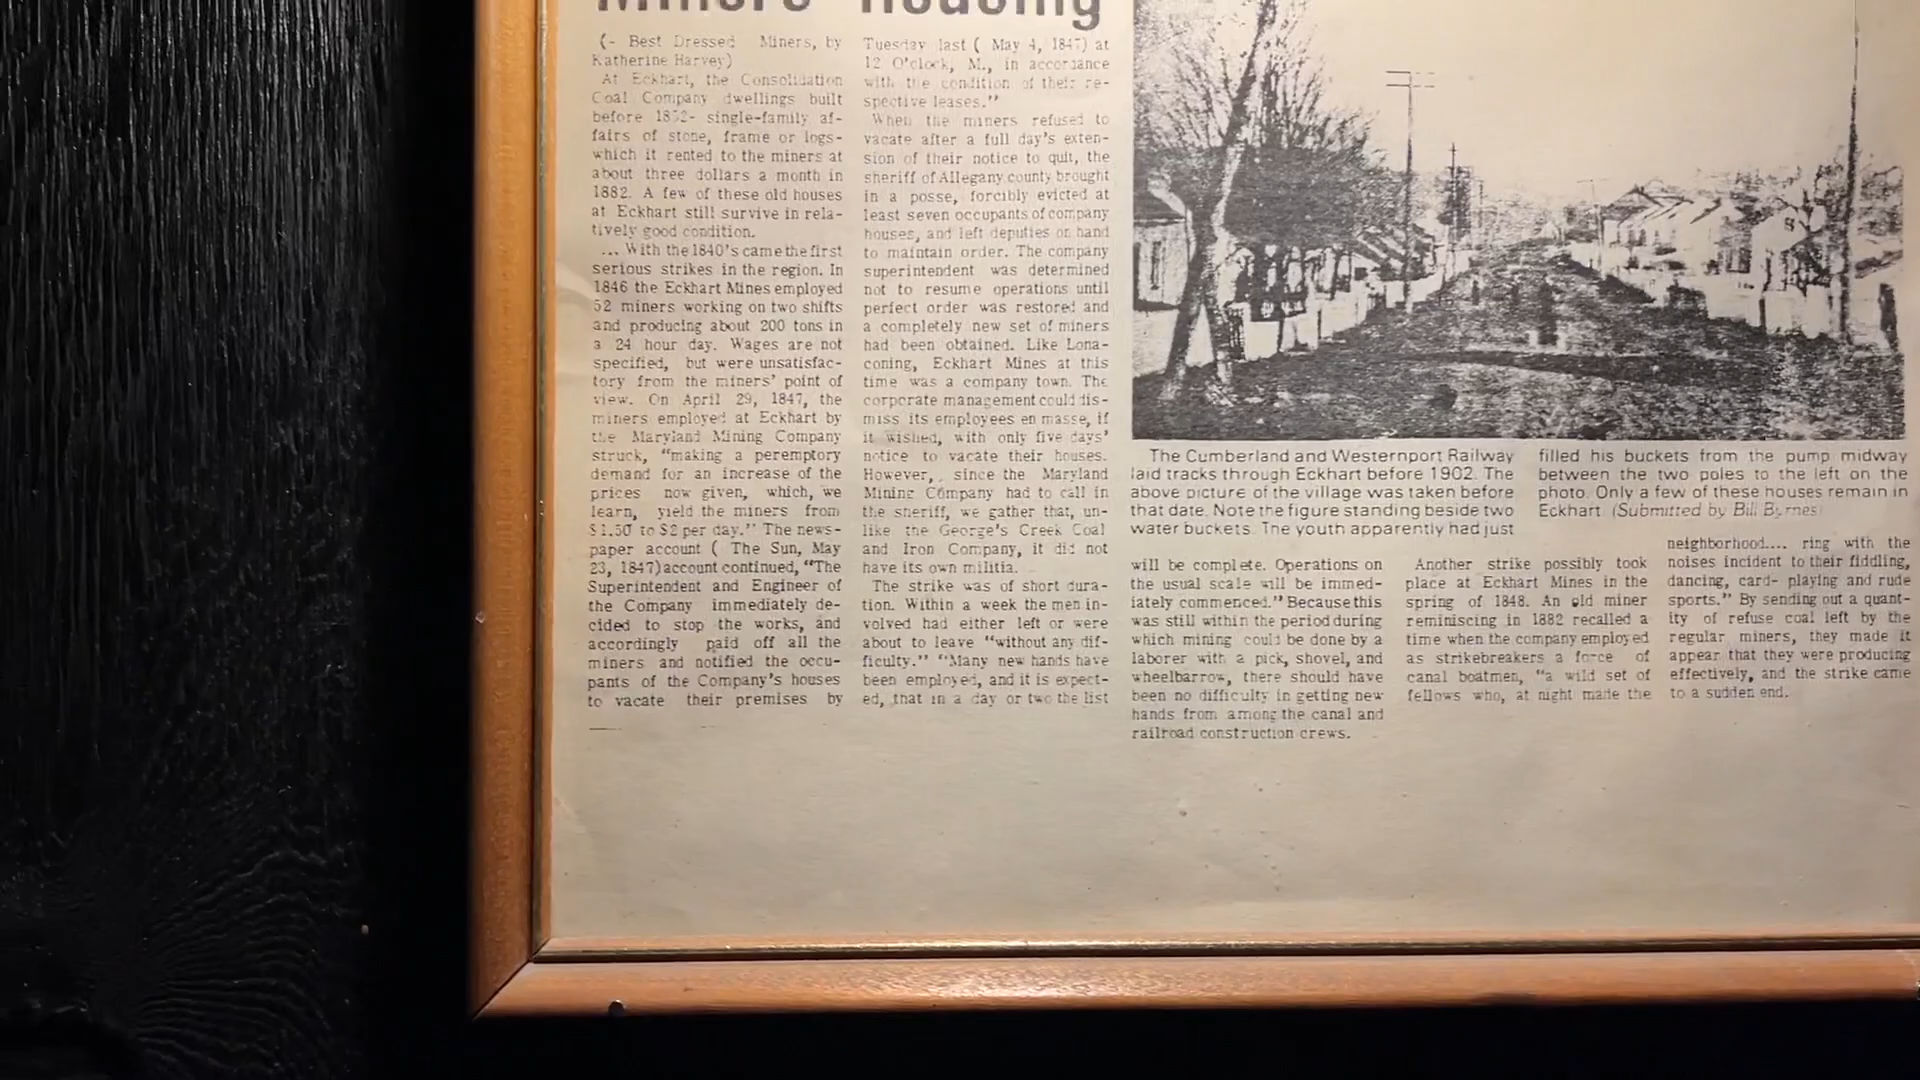 Miners' Housing
(- Best Dressed Miners, by
Katherine Harvey)
At Eckhart, the Consolidation
Coal Company dwellings built
before 18 - single-family af-
fairs of stone, frame or logs-
which it rented to the miners at
about three dollars a month in
1882. A few of these old houses
at Eckhart still survive in rela-
tively good condition.
... With the 1840's came the first
serious strikes in the region. In
1846 the Eckhart Mines employed
52 miners working on two shifts
and producing about 200 tons in
a 24 hour day. Wages are not
specified, but were unsatisfac-
tory from the miners' point of
view. On April 29, 1847, the
miners employed at Eckhart by
the Maryland Mining Company
struck, "making a peremptory
demand for an increase of the
prices now given, which, we
learn, yield the miners from
$1.50 to $2 per day." The news-
paper account ( The Sun, May
23, 1847) account continued, "The
Superintendent and Engineer of
the Company immediately de-
cided to stop the works, and
accordingly paid off all the
miners and notified the occu-
pants of the Company's houses
to vacate their premises by
Tuesday last ( May 4, 1847) at
12 O'clock, M., in accordance
with the condition of their re-
spective leases."
When the miners refused to
vacate after a full day's exten-
sion of their notice to quit, the
sheriff of Allegany county brought
in a posse, forcibly evicted at
least seven occupants of company
houses, and left deputies on hand
to maintain order. The company
superintendent was determined
not to resume operations until
perfect order was restored and
a completely new set of miners
had been obtained. Like Lona-
coning, Eckhart Mines at this
time was a company town. The
corporate management could dis-
miss its employees en masse, if
it wished, with only five days'
notice to vacate their houses.
However, since the Maryland
Mining Company had to call in
the sheriff, we gather that, un-
like the George's Creek Coal
and Iron Company, it did not
have its own militia.
The strike was of short dura-
tion. Within a week the men in-
volved had either left or were
about to leave "without any dif-
ficulty." "Many new hands have
been employed, and it is expect-
ed, that in a day or two the list
The Cumberland and Westernport Railway
laid tracks through Eckhart before 1902. The
above picture of the village was taken before
that date. Note the figure standing beside two
water buckets. The youth apparently had just
filled his buckets from the pump midway
between the two poles to the left on the
photo. Only a few of these houses remain in
Eckhart. (Submitted by Bill Byrnes)
will be complete. Operations on
the usual scale will be immed-
iately commenced." Because this
was still within the period during
which mining could be done by a
laborer with a pick, shovel, and
wheelbarrow, there should have
been no difficulty in getting new
hands from among the canal and
railroad construction crews.
Another strike possibly took
place at Eckhart Mines in the
spring of 1848. An old miner
reminiscing in 1882 recalled a
time when the company employed
as strikebreakers a force of
canal boatmen, "a wild set of
fellows who, at night made the
neighborhood.... ring with the
noises incident to their fiddling,
dancing, card- playing and rude
sports." By sending out a quant-
ity of refuse coal left by the
regular miners, they made it
appear that they were producing
effectively, and the strike came
to a sudden end.